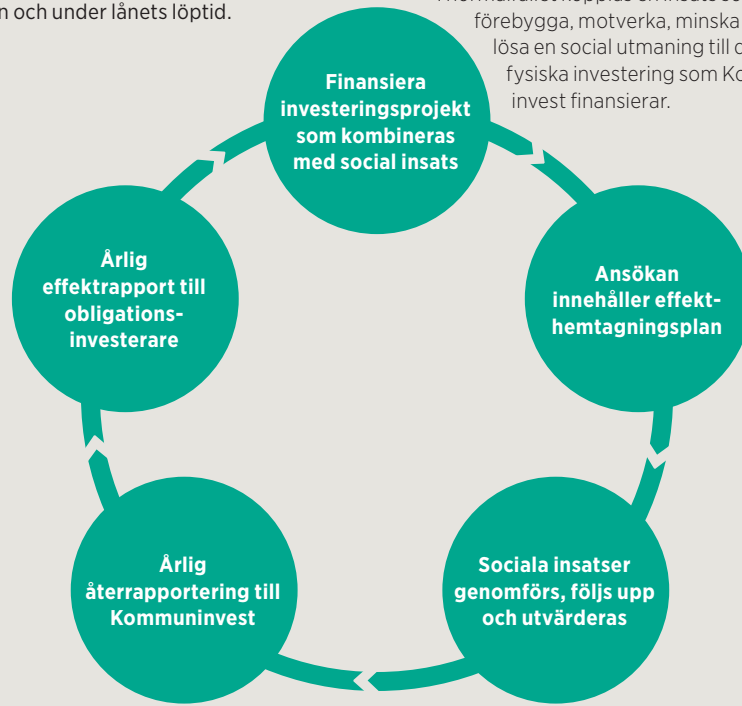 n och under lånets löptid.
förebygga, motverka, minska
lösa en social utmaning till
fysiska investering som
invest finansierar.
Finansiera
investeringsprojekt
som kombineras
med social insats
Ansökan
innehåller effekt-
hemtagningsplan
Sociala insatser
genomförs, följs upp
och utvärderas
Årlig
återrapportering till
Kommuninvest
Årlig
effektrapport till
obligations-
investerare